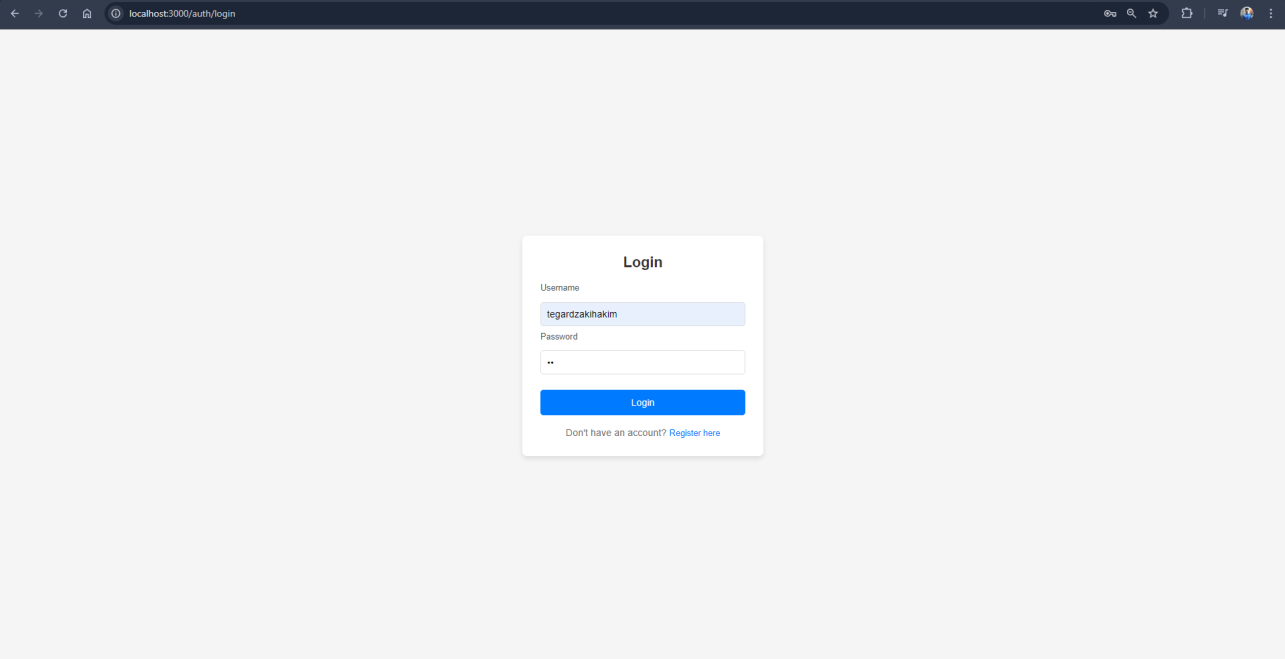 localhost:3000/auth/login
Login
Username
tegardzakihakim
Password
••
Login
Don't have an account? Register here